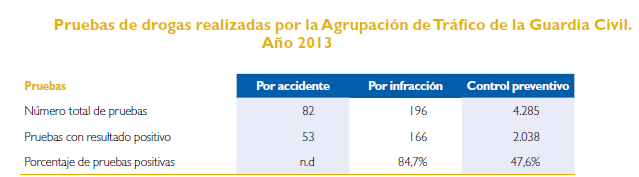 Pruebas de drogas realizadas por la Agrupación de Tráfico de la Guardia Civil.
Año 2013
Pruebas Por accidente Por infracción Control preventivo
Número total de pruebas 82 196 4.285
Pruebas con resultado positivo 53 166 2.038
Porcentaje de pruebas positivas n.d 84,7% 47,6%